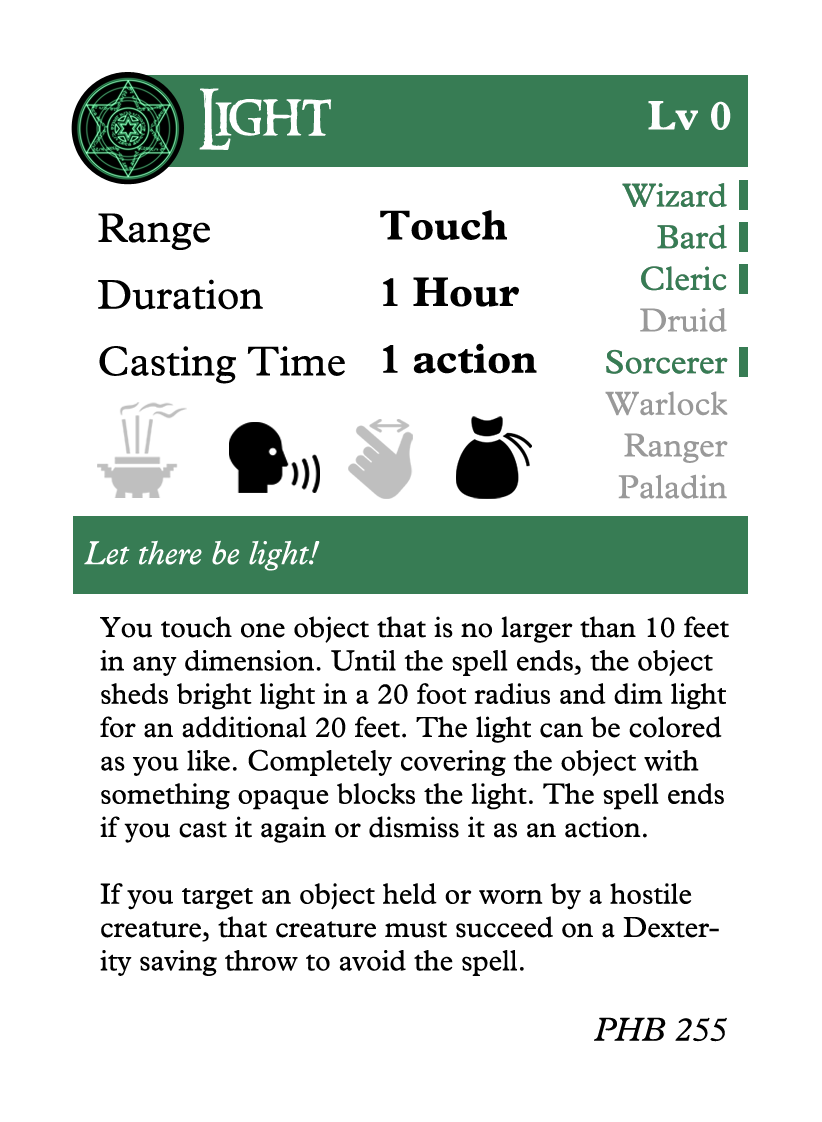 LIGHT
Lv 0
Range Touch
Duration 1 Hour
Casting Time 1 action
Wizard
Bard
Cleric
Druid
Sorcerer
Warlock
Ranger
Paladin
Let there be light!
You touch one object that is no larger than 10 feet
in any dimension. Until the spell ends, the object
sheds bright light in a 20 foot radius and dim light
for an additional 20 feet. The light can be colored
as you like. Completely covering the object with
something opaque blocks the light. The spell ends
if you cast it again or dismiss it as an action.
If you target an object held or worn by a hostile
creature, that creature must succeed on a Dexter-
ity saving throw to avoid the spell.
PHB 255